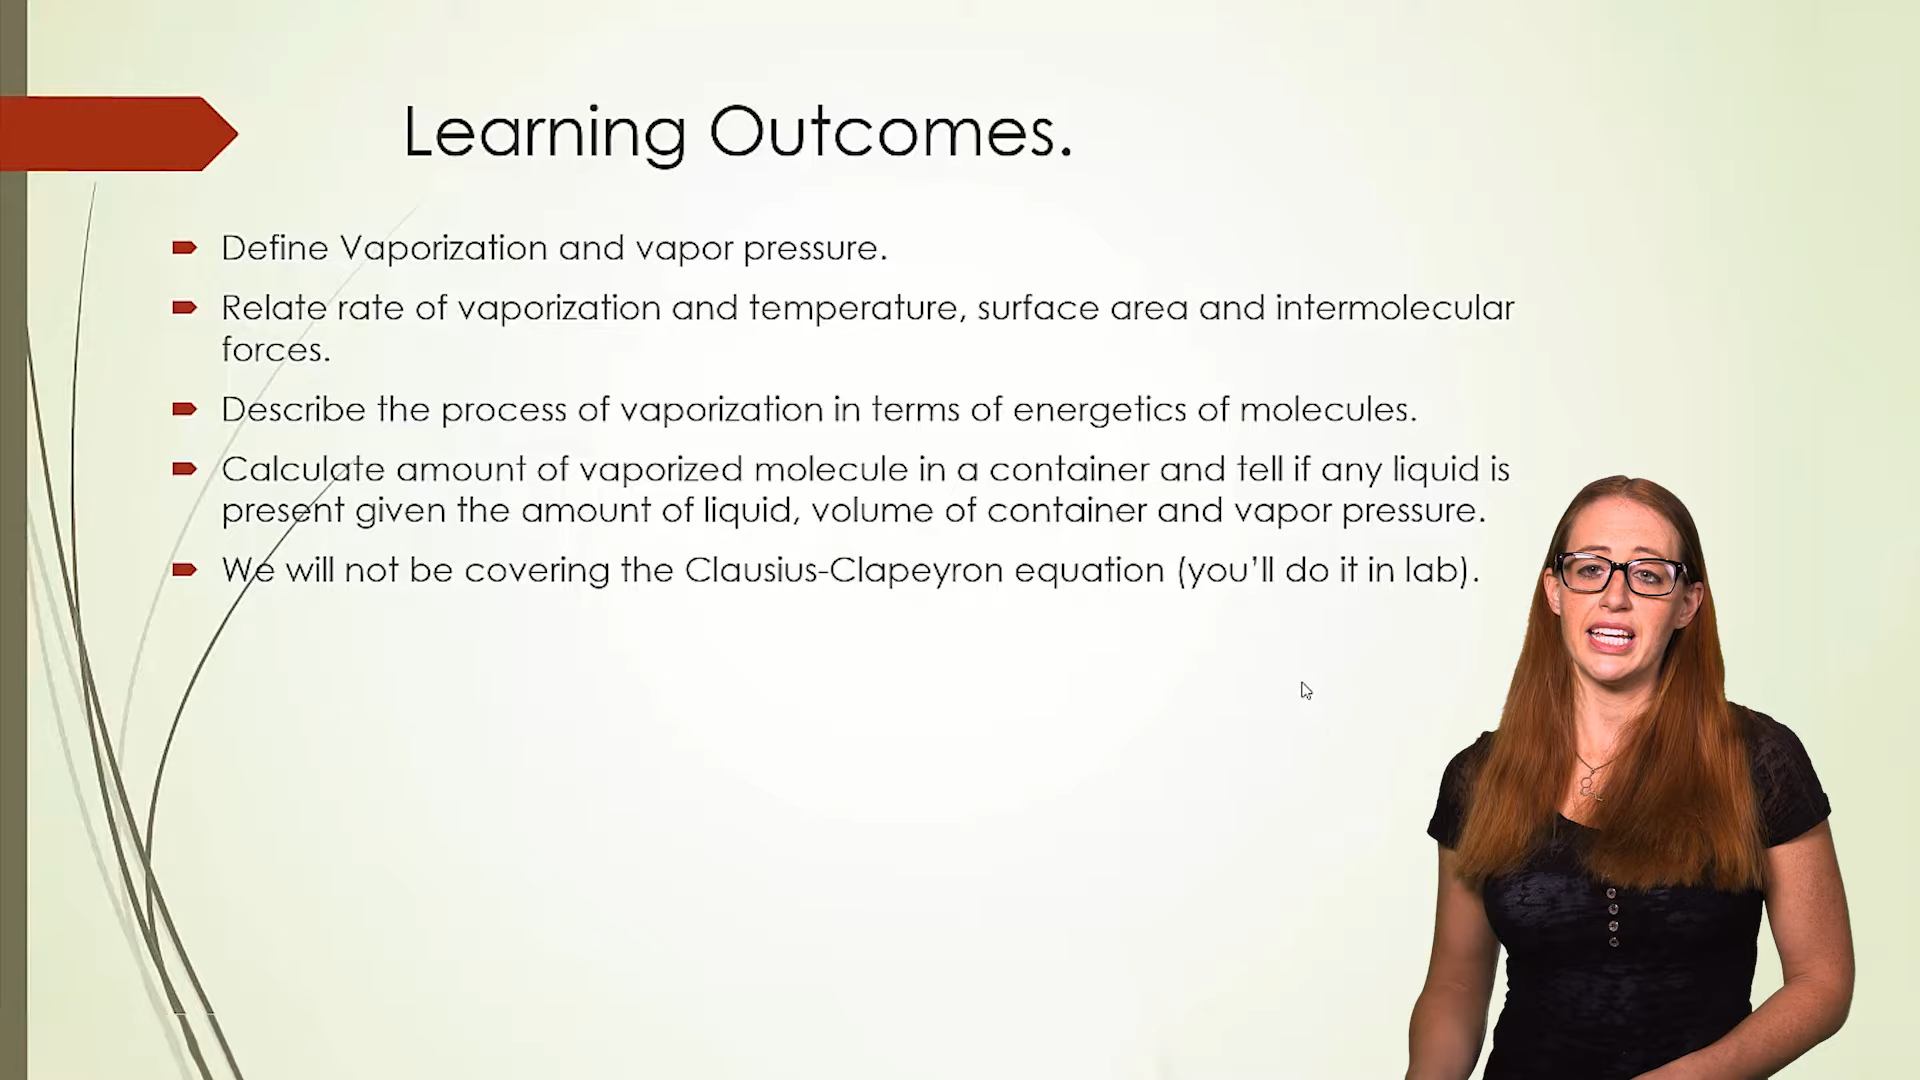 Learning Outcomes.
Define Vaporization and vapor pressure.
Relate rate of vaporization and temperature, surface area and intermolecular
forces.
Describe the process of vaporization in terms of energetics of molecules.
Calculate amount of vaporized molecule in a container and tell if any liquid is
present given the amount of liquid, volume of container and vapor pressure.
We will not be covering the Clausius-Clapeyron equation (you'll do it in lab).